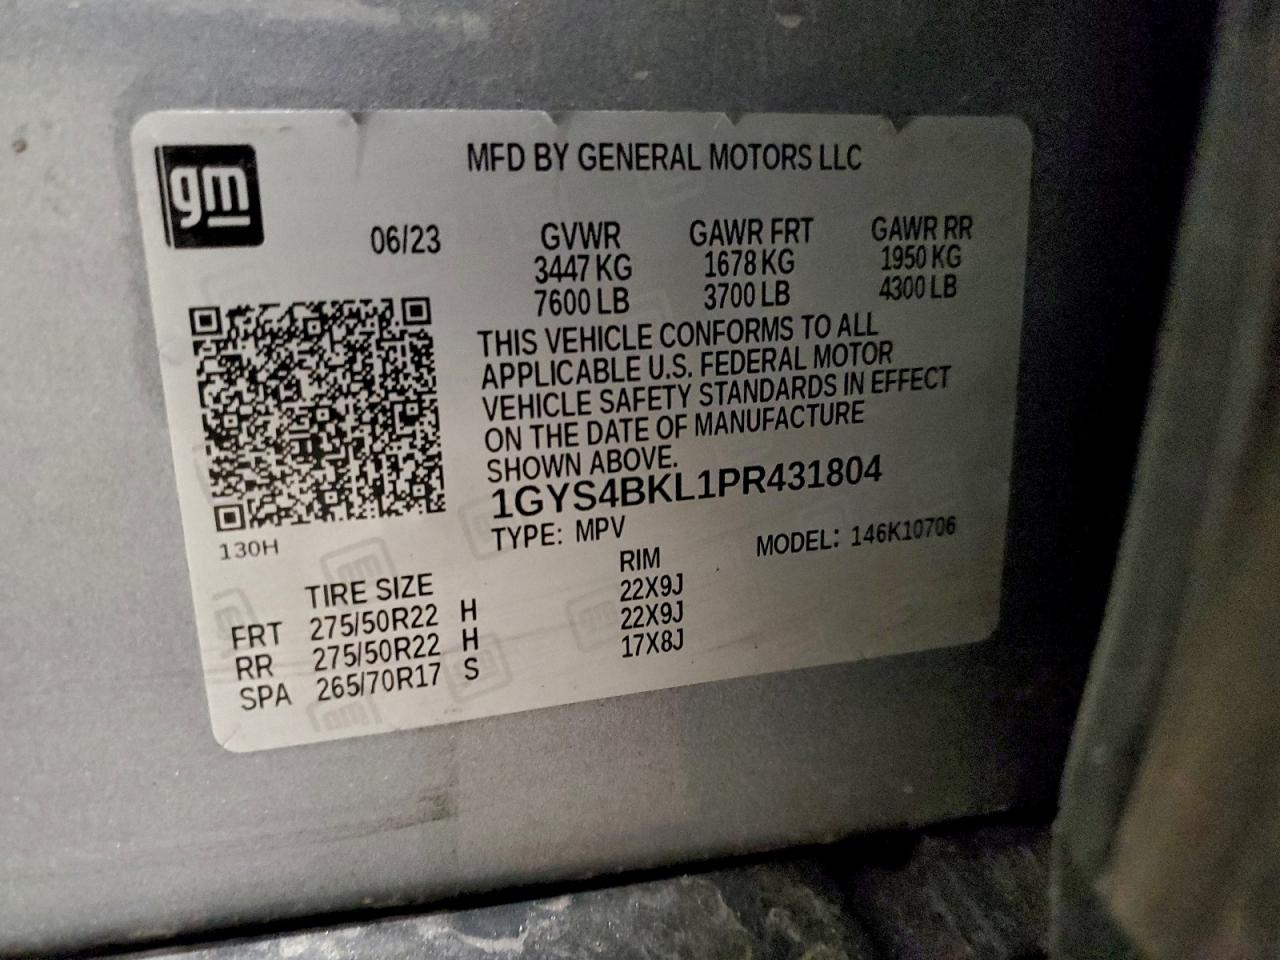 gm
MFD BY GENERAL MOTORS LLC
06/23 GVWR GAWR FRT GAWR RR
3447 KG 1678 KG 1950 KG
7600 LB 3700 LB 4300 LB
THIS VEHICLE CONFORMS TO ALL
APPLICABLE U.S. FEDERAL MOTOR
VEHICLE SAFETY STANDARDS IN EFFECT
ON THE DATE OF MANUFACTURE
SHOWN ABOVE.
1GYS4BKL1PR431804
TYPE: MPV MODEL: 146K10706
130H
TIRE SIZE RIM
FRT 275/50R22 H 22X9J
RR 275/50R22 H 22X9J
SPA 265/70R17 S 17X8J